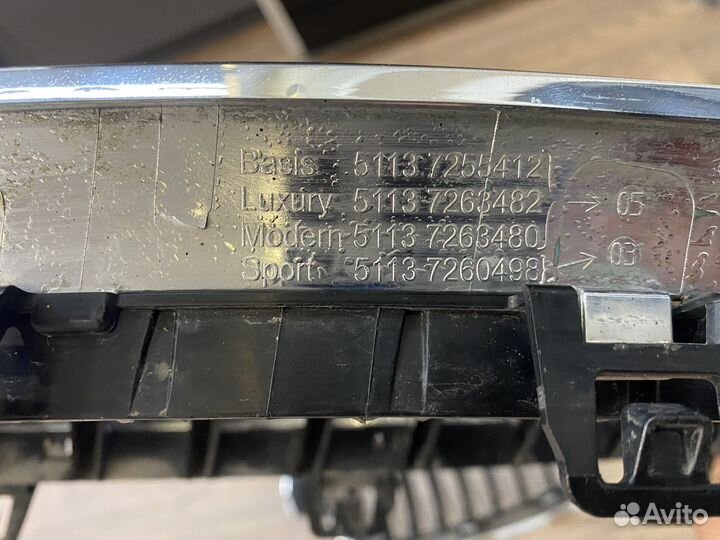 Basis 5113 7255412
Luxury 5113 7263482 → 05
Modern 5113 7263480
Sport 5113 7260498 → 03
Avito